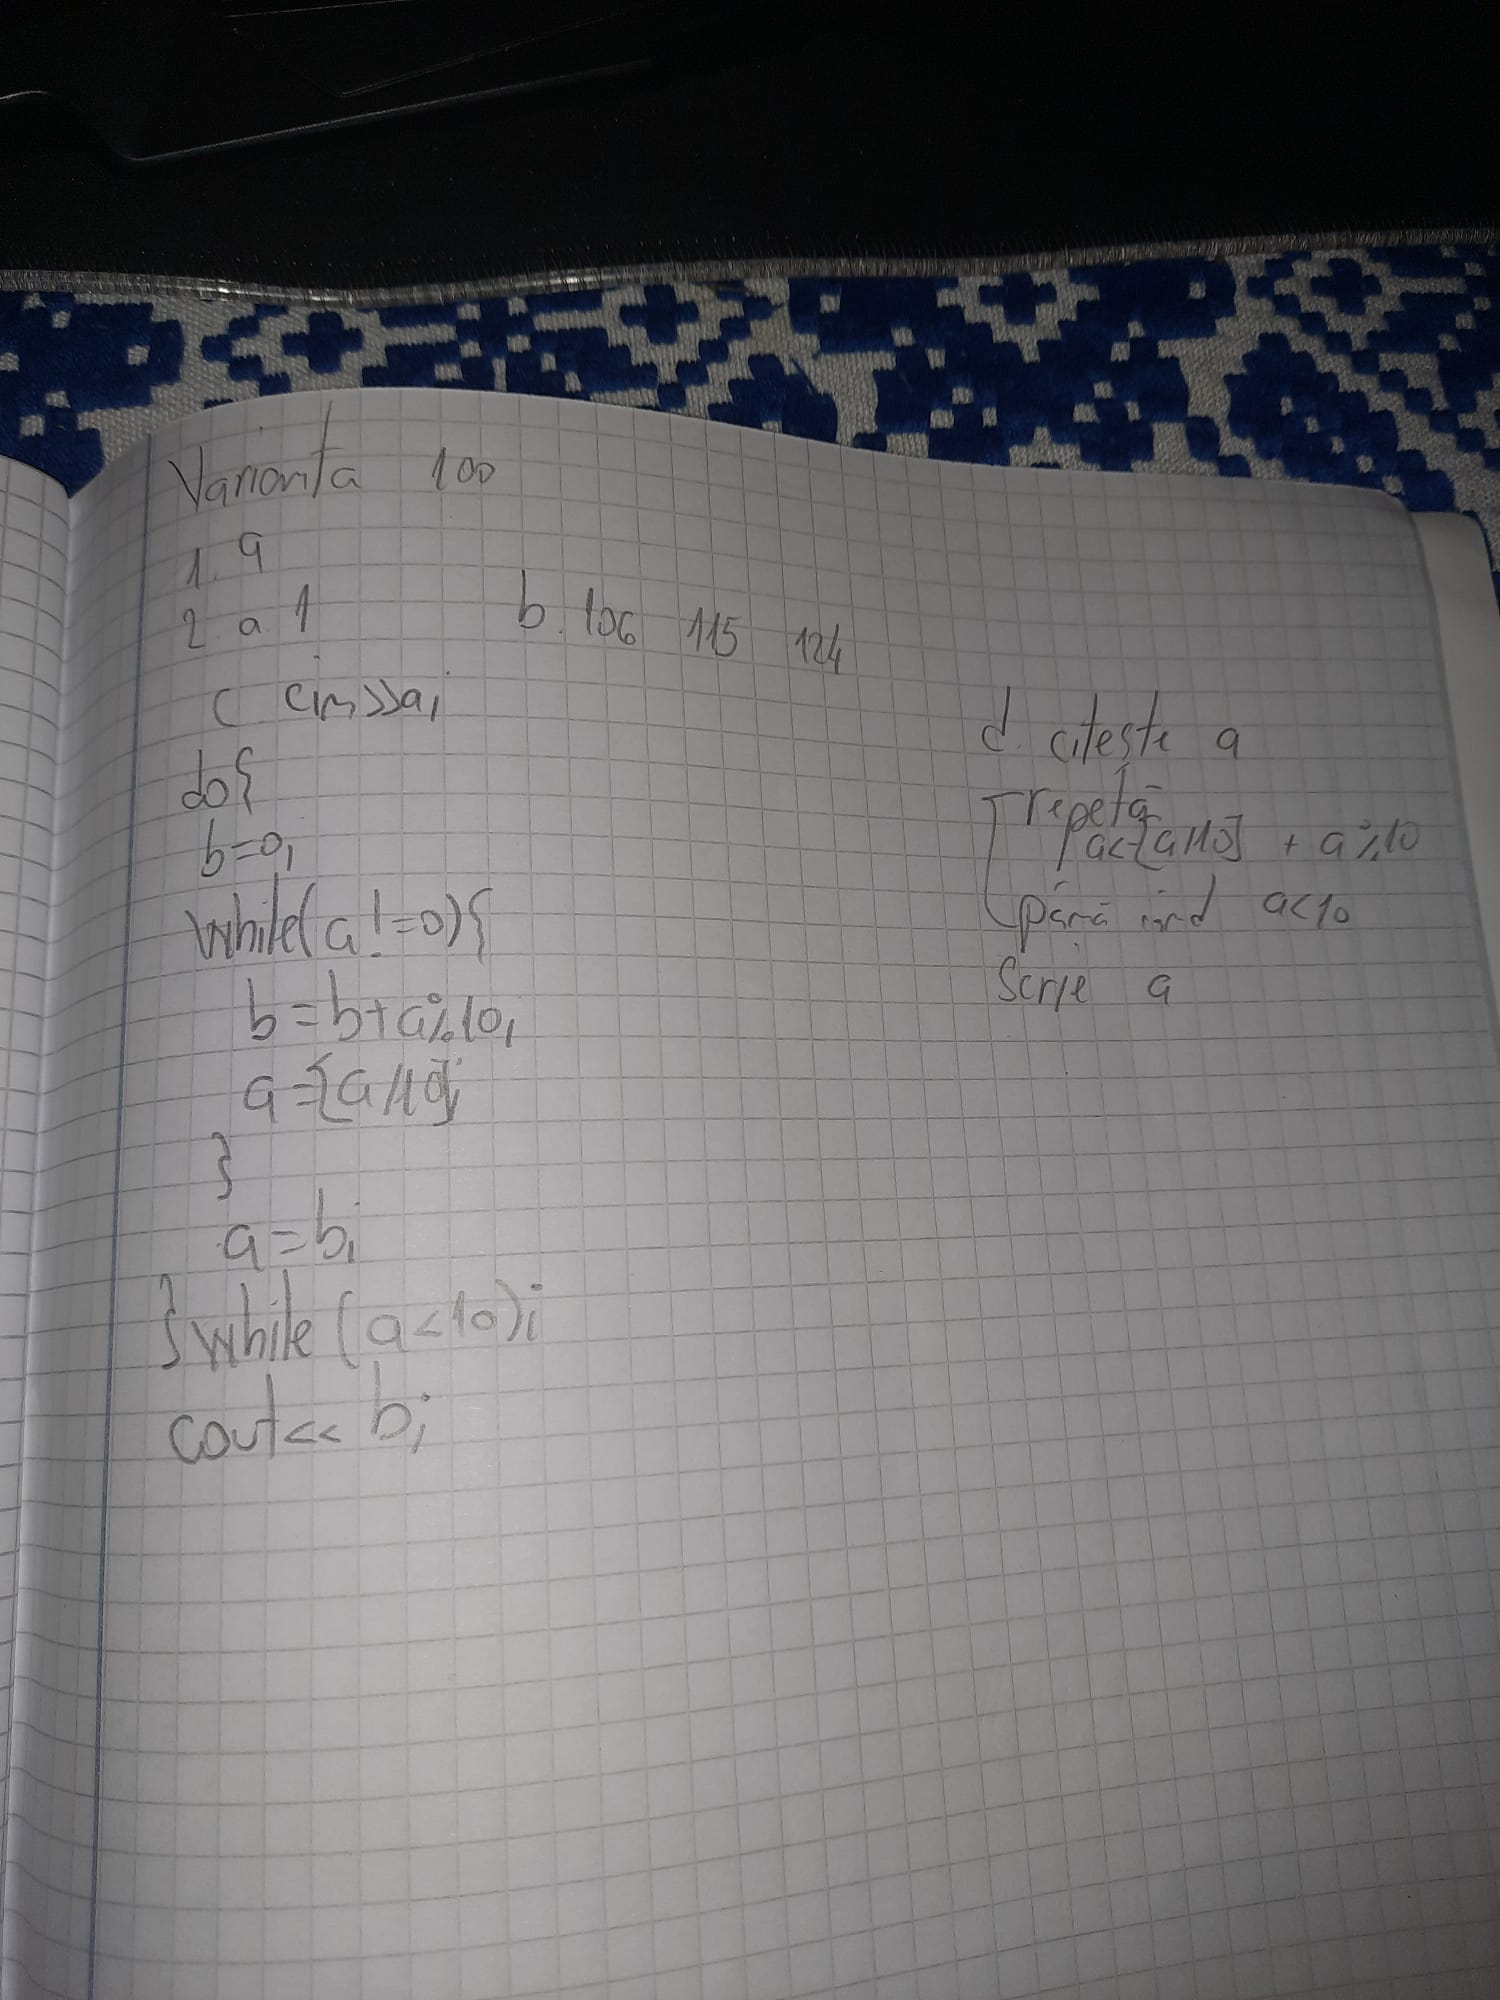 Varianta 100
1. a
2. a. 1 b. 106 115 124
c cin>>a;
do{
b=0;
while(a!=0){
b=b+a%10;
a=[a/10];
}
a=b;
}while(a<10);
cout<<b;
d. citește a
repetă
a<-[a/10] + a%10
până când a<10
Scrie a